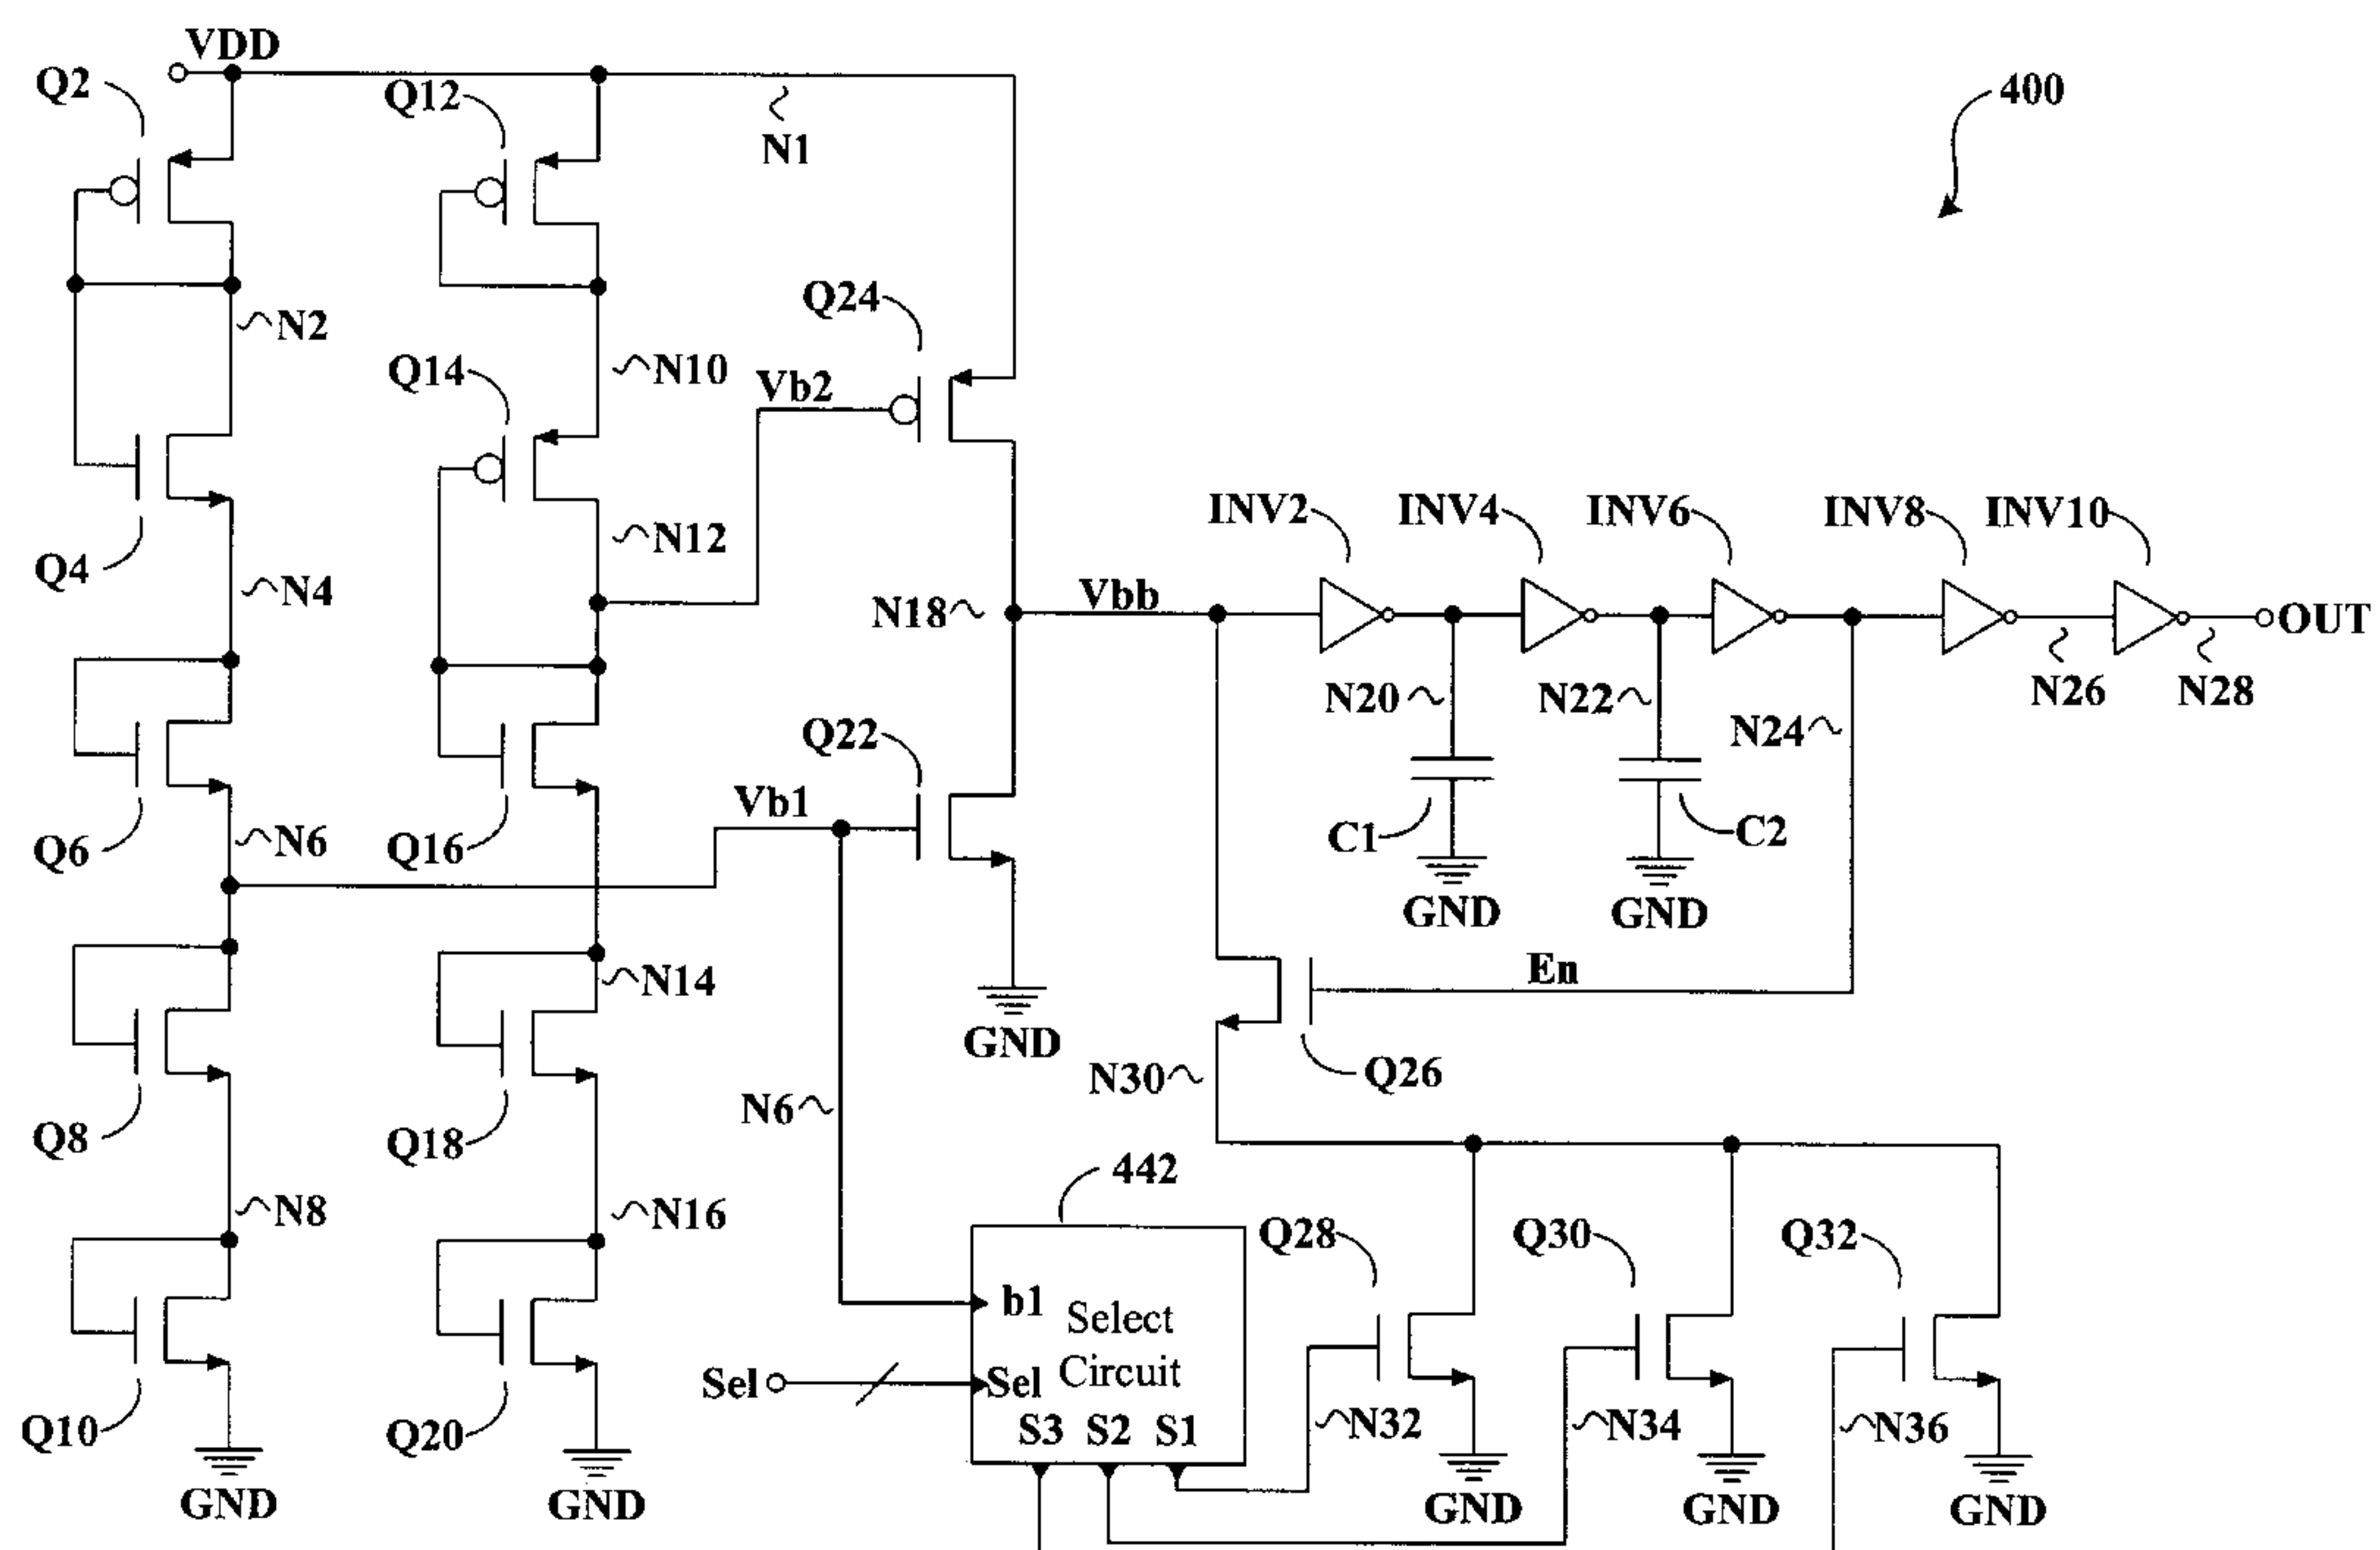 VDD
Q2
Q12
N1
400
N2
Q24
Q14
N10
Vb2
INV2
INV4
INV6
INV8
INV10
Q4
N12
N4
Vbb
N18
OUT
N20
N22
N26
N28
N24
Q22
Vb1
Q6
N6
Q16
C1
C2
GND
GND
En
N14
GND
N30
Q26
N6
Q8
Q18
442
N8
N16
Q28
Q30
Q32
b1
Select
Circuit
Sel
Sel
S3 S2 S1
N32
N34
N36
Q10
Q20
GND
GND
GND
GND
GND